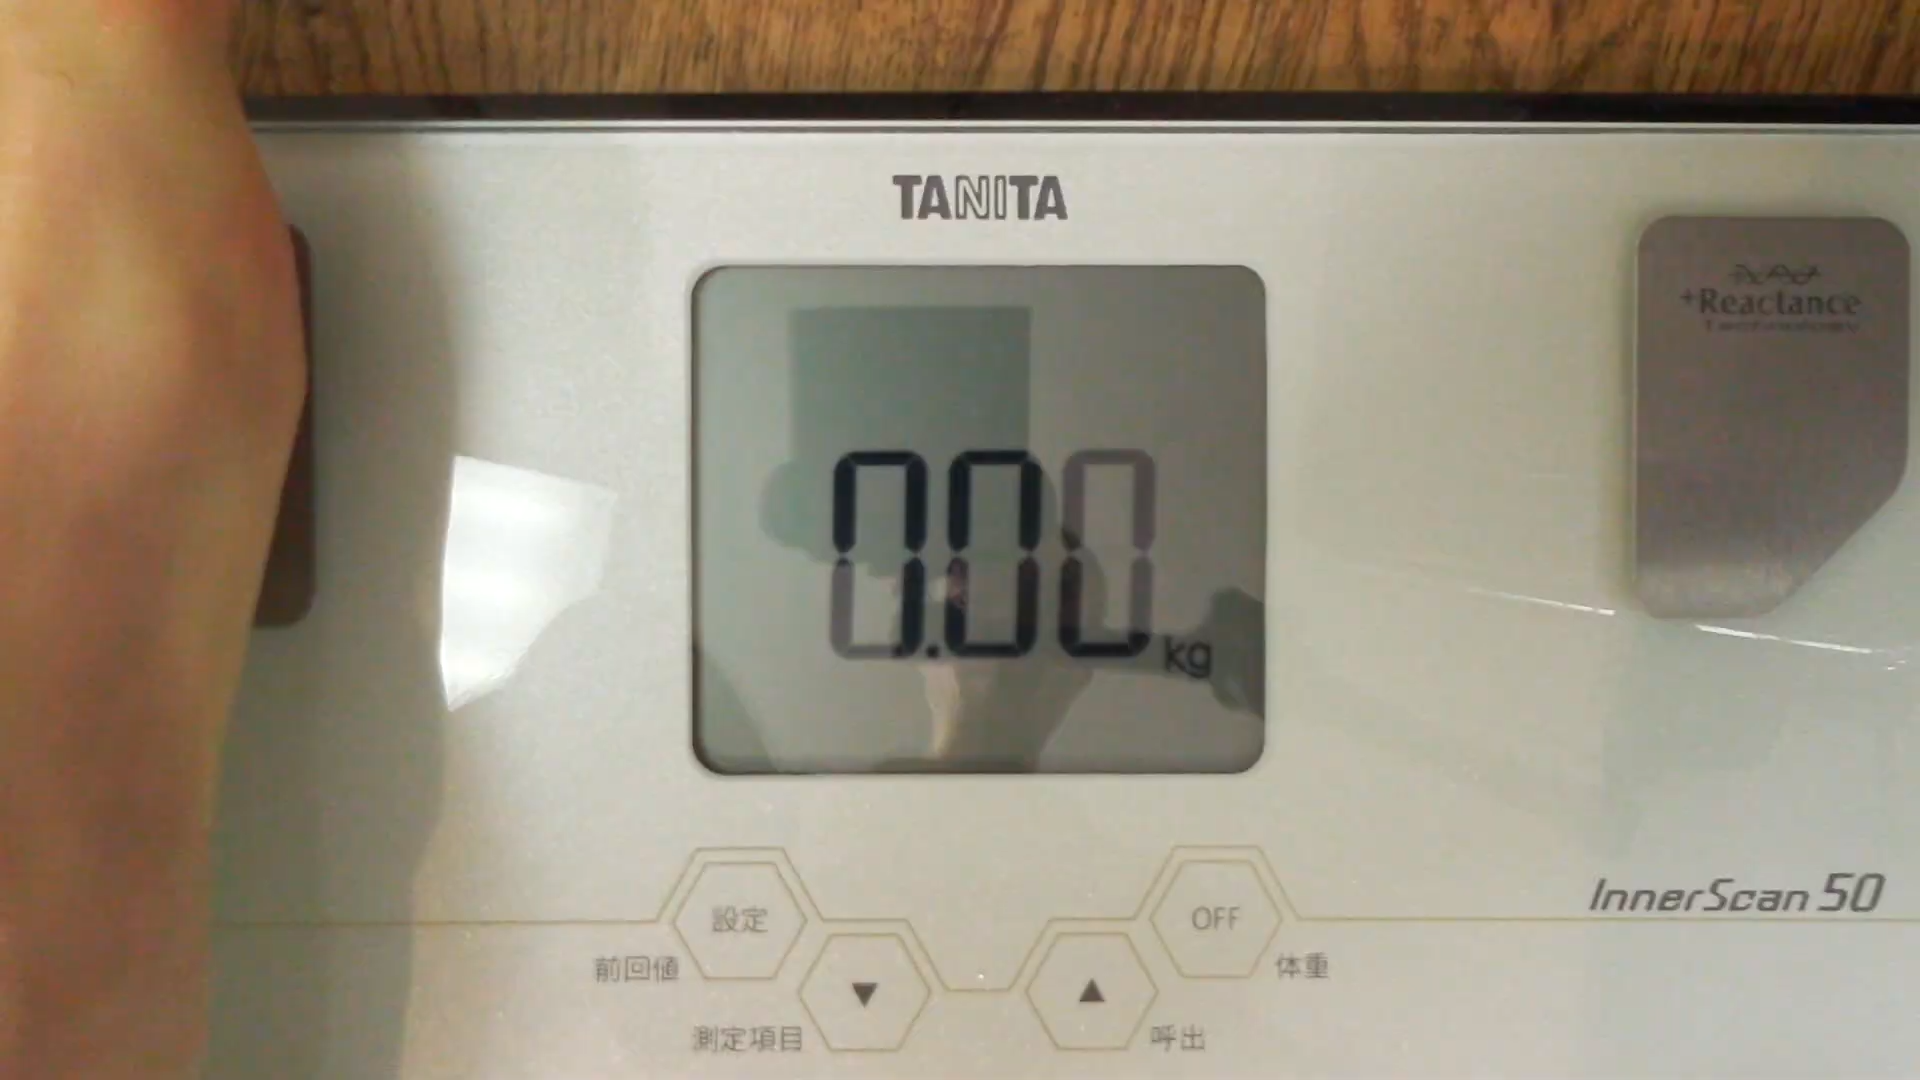 TANITA
+Reactance
0.00 kg
InnerScan 50
設定
OFF
前回値
体重
▼
▲
測定項目
呼出